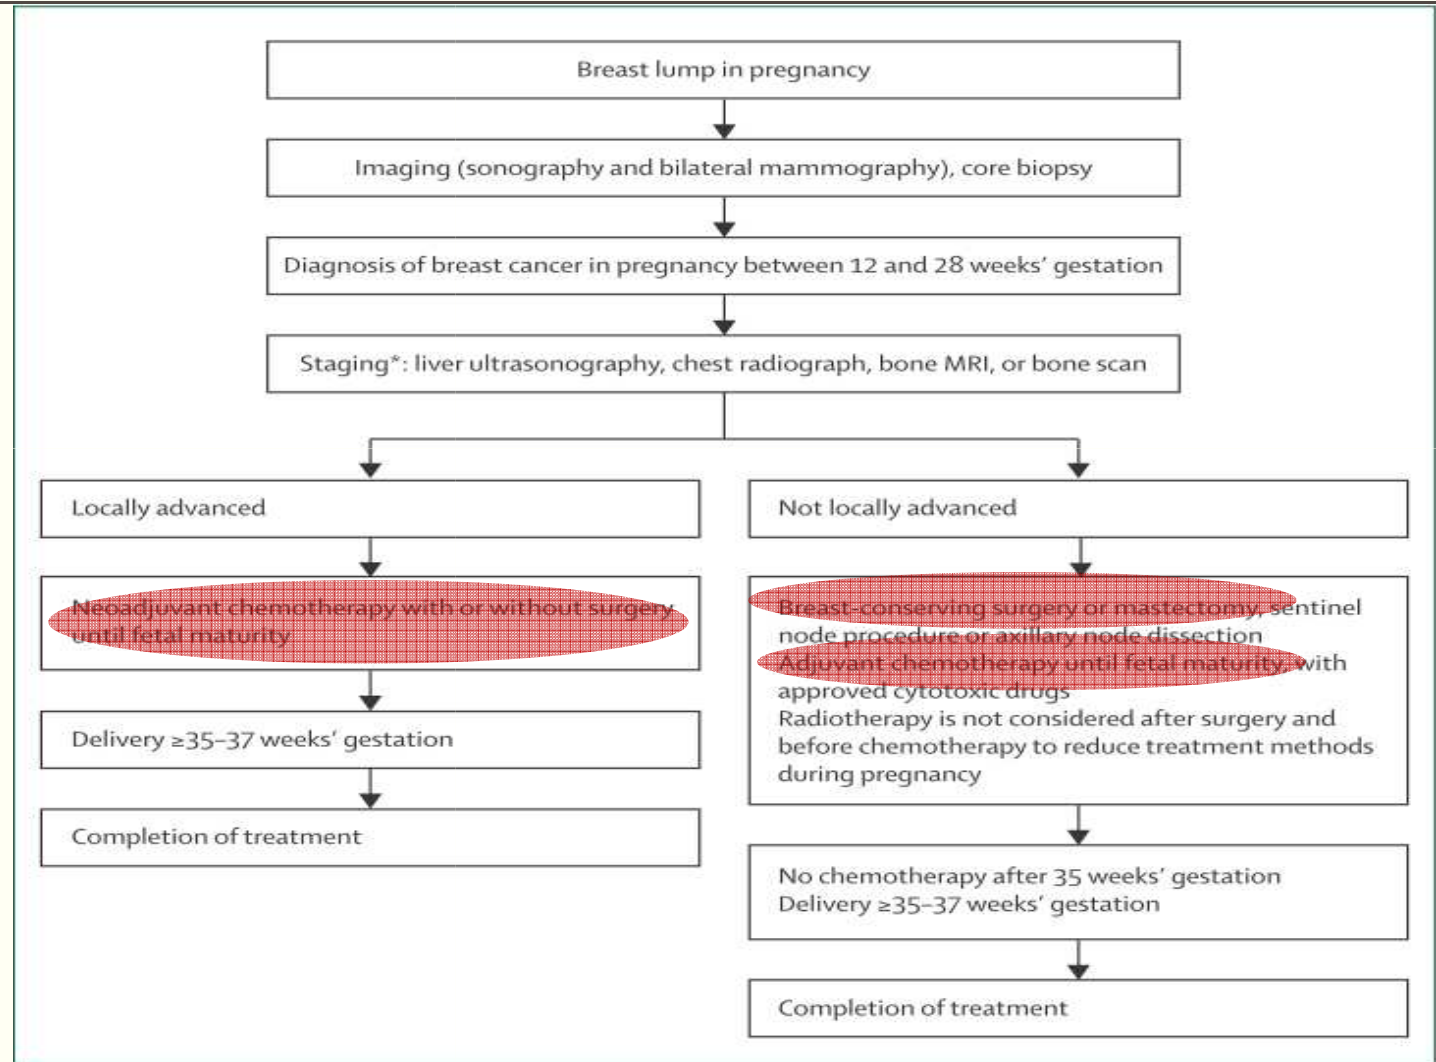 Breast lump in pregnancy
Imaging (sonography and bilateral mammography), core biopsy
Diagnosis of breast cancer in pregnancy between 12 and 28 weeks' gestation
Staging*: liver ultrasonography, chest radiograph, bone MRI, or bone scan
Locally advanced
Neoadjuvant chemotherapy with or without surgery
until fetal maturity
Delivery ≥35–37 weeks' gestation
Completion of treatment
Not locally advanced
Breast-conserving surgery or mastectomy, sentinel
node procedure or axillary node dissection
Adjuvant chemotherapy until fetal maturity, with
approved cytotoxic drugs
Radiotherapy is not considered after surgery and
before chemotherapy to reduce treatment methods
during pregnancy
No chemotherapy after 35 weeks' gestation
Delivery ≥35–37 weeks' gestation
Completion of treatment